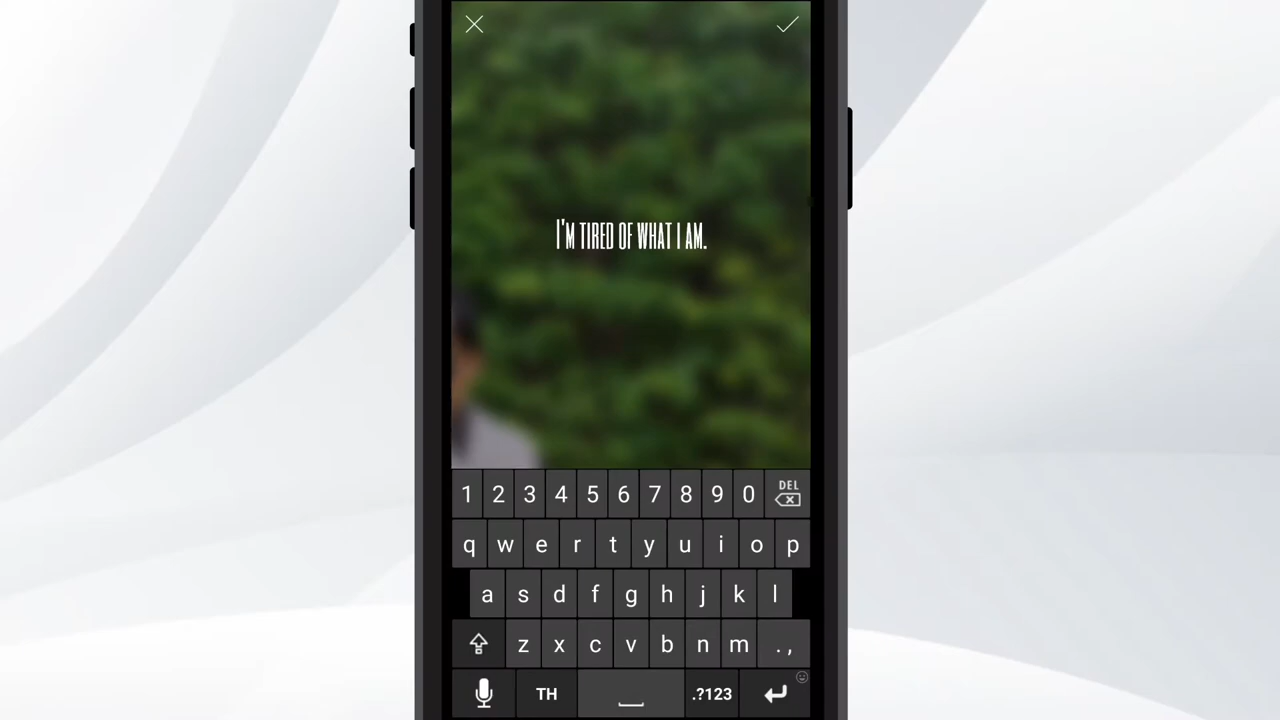 I'm tired of what i am.
1 2 3 4 5 6 7 8 9 0 DEL
q w e r t y u i o p
a s d f g h j k l
z x c v b n m . ,
TH .?123